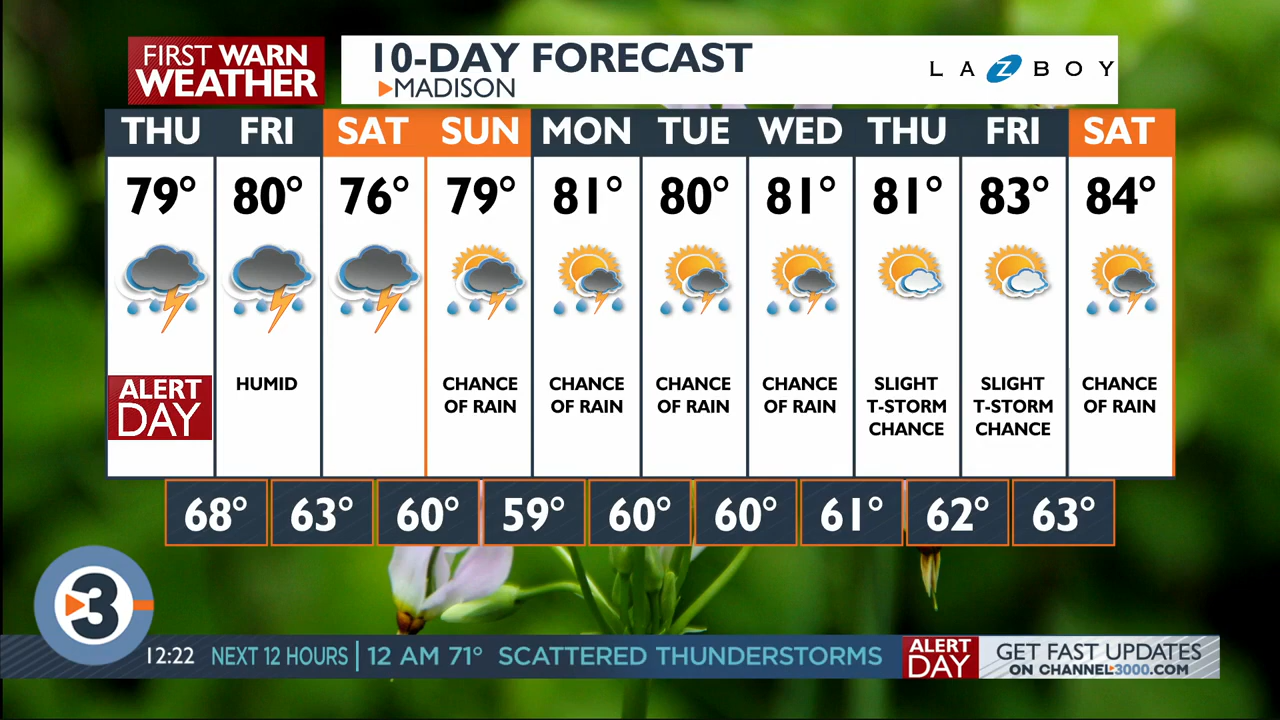 FIRST WARN
WEATHER
10-DAY FORECAST
MADISON
LA Z BOY
THU FRI SAT SUN MON TUE WED THU FRI SAT
79° 80° 76° 79° 81° 80° 81° 81° 83° 84°
ALERT
DAY
HUMID
CHANCE
OF RAIN
CHANCE
OF RAIN
CHANCE
OF RAIN
CHANCE
OF RAIN
SLIGHT
T-STORM
CHANCE
SLIGHT
T-STORM
CHANCE
CHANCE
OF RAIN
68° 63° 60° 59° 60° 60° 61° 62° 63°
3
12:22 NEXT 12 HOURS | 12 AM 71° SCATTERED THUNDERSTORMS
ALERT
DAY
GET FAST UPDATES
ON CHANNEL3000.COM